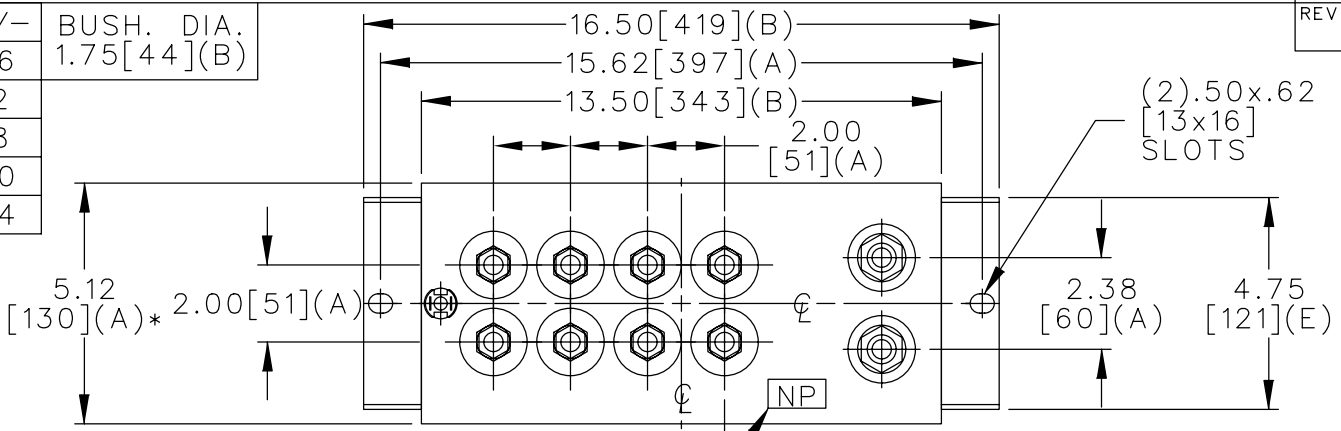 /-
6
2
3
0
4
BUSH. DIA.
1.75[44](B)
16.50[419](B)
15.62[397](A)
13.50[343](B)
2.00
[51](A)
REV
(2).50x.62
[13x16]
SLOTS
5.12
[130](A)*
2.00[51](A)
2.38
[60](A)
4.75
[121](E)
℄
℄
NP